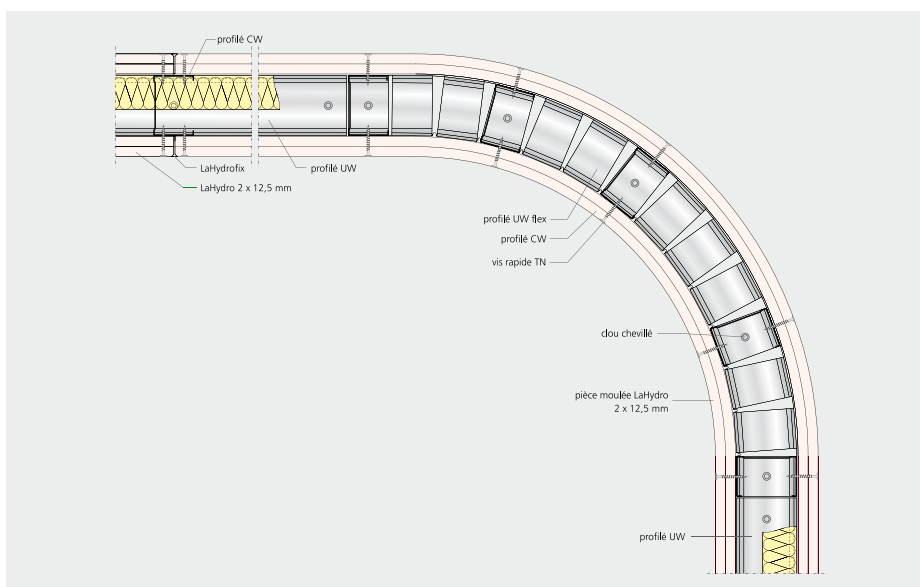 profilé CW
LaHydrofix
profilé UW
LaHydro 2 x 12,5 mm
profilé UW flex
profilé CW
vis rapide TN
clou chevillé
pièce moulée LaHydro
2 x 12,5 mm
profilé UW